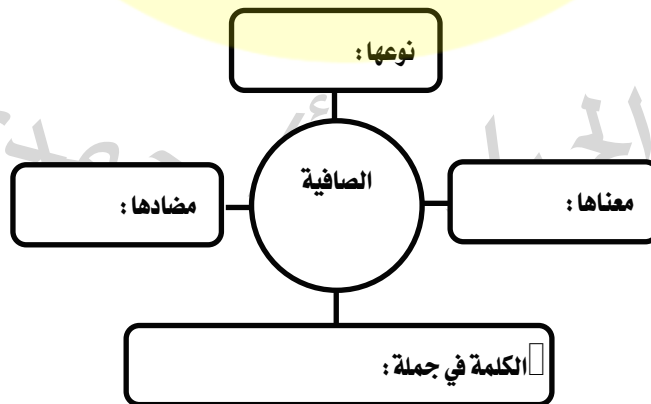 نوعها :
الصافية
معناها :
مضادها :
الكلمة في جملة :